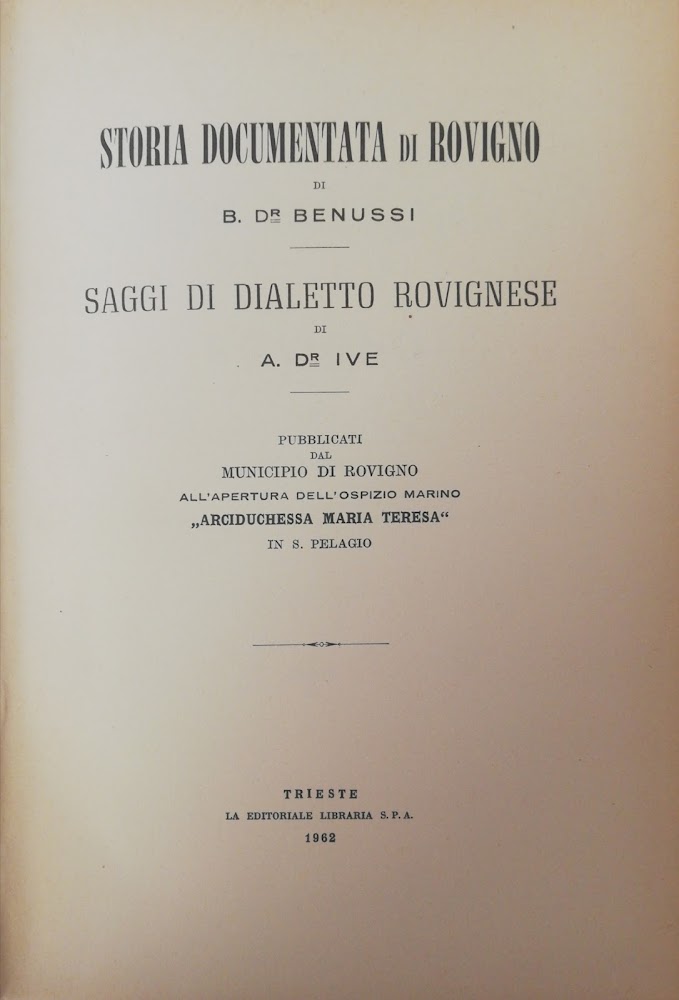 STORIA DOCUMENTATA DI ROVIGNO
DI
B. DR BENUSSI
SAGGI DI DIALETTO ROVIGNESE
DI
A. DR IVE
PUBBLICATI
DAL
MUNICIPIO DI ROVIGNO
ALL'APERTURA DELL'OSPIZIO MARINO
„ARCIDUCHESSA MARIA TERESA“
IN S. PELAGIO
TRIESTE
LA EDITORIALE LIBRARIA S. P. A.
1962